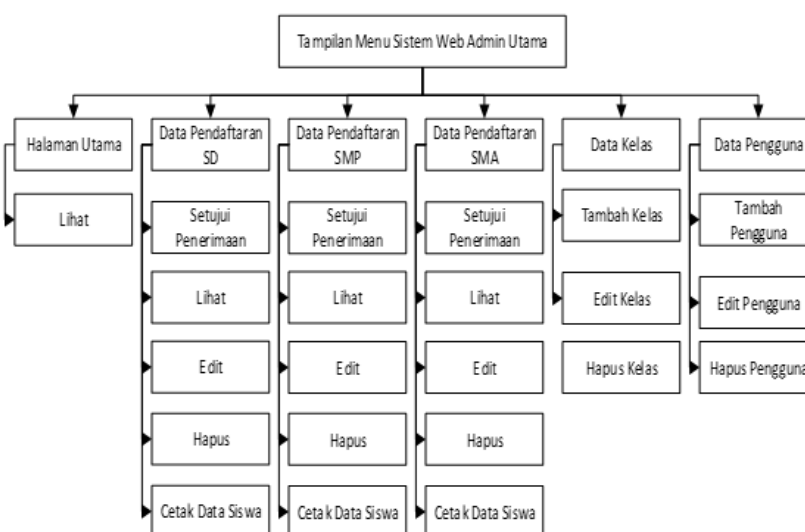 Tampilan Menu Sistem Web Admin Utama
Halaman Utama
Lihat
Data Pendaftaran
SD
Setujui
Penerimaan
Lihat
Edit
Hapus
Cetak Data Siswa
Data Pendaftaran
SMP
Setujui
Penerimaan
Lihat
Edit
Hapus
Cetak Data Siswa
Data Pendaftaran
SMA
Setujui
Penerimaan
Lihat
Edit
Hapus
Cetak Data Siswa
Data Kelas
Tambah Kelas
Edit Kelas
Hapus Kelas
Data Pengguna
Tambah
Pengguna
Edit Pengguna
Hapus Pengguna